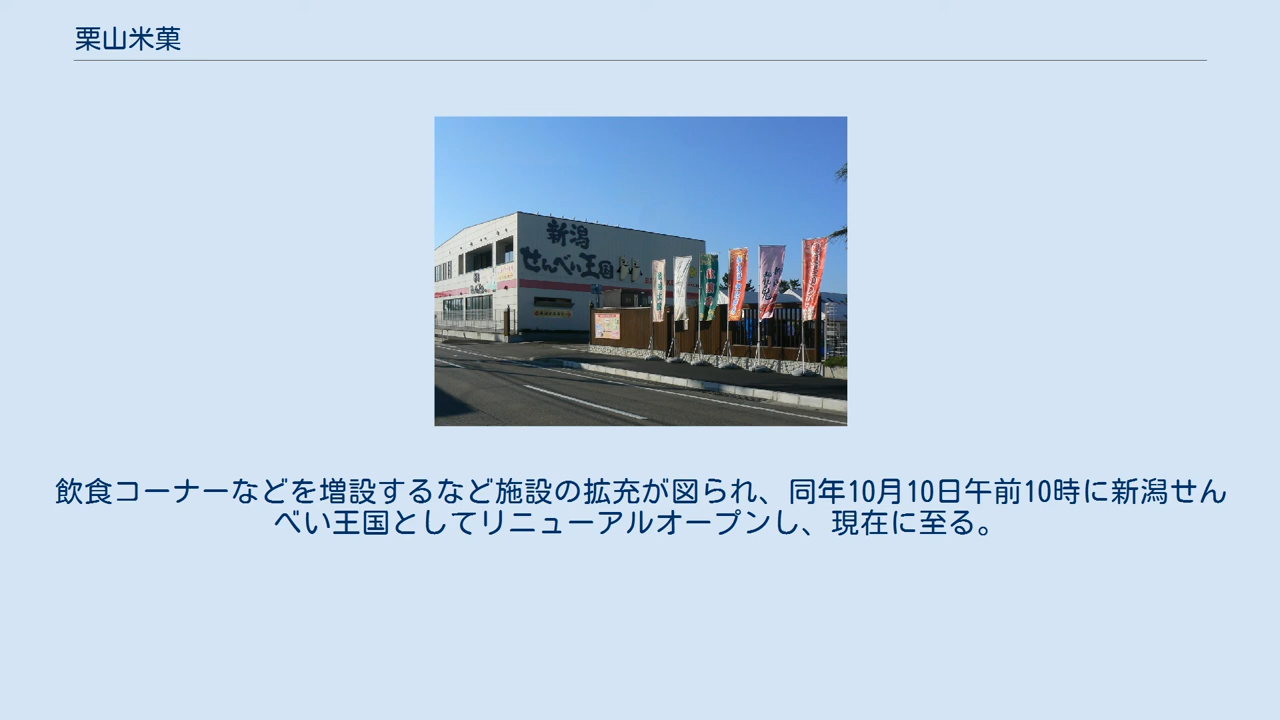 栗山米菓
新潟
せんべい王国
飲食コーナーなどを増設するなど施設の拡充が図られ、同年10月10日午前10時に新潟せん
べい王国としてリニューアルオープンし、現在に至る。